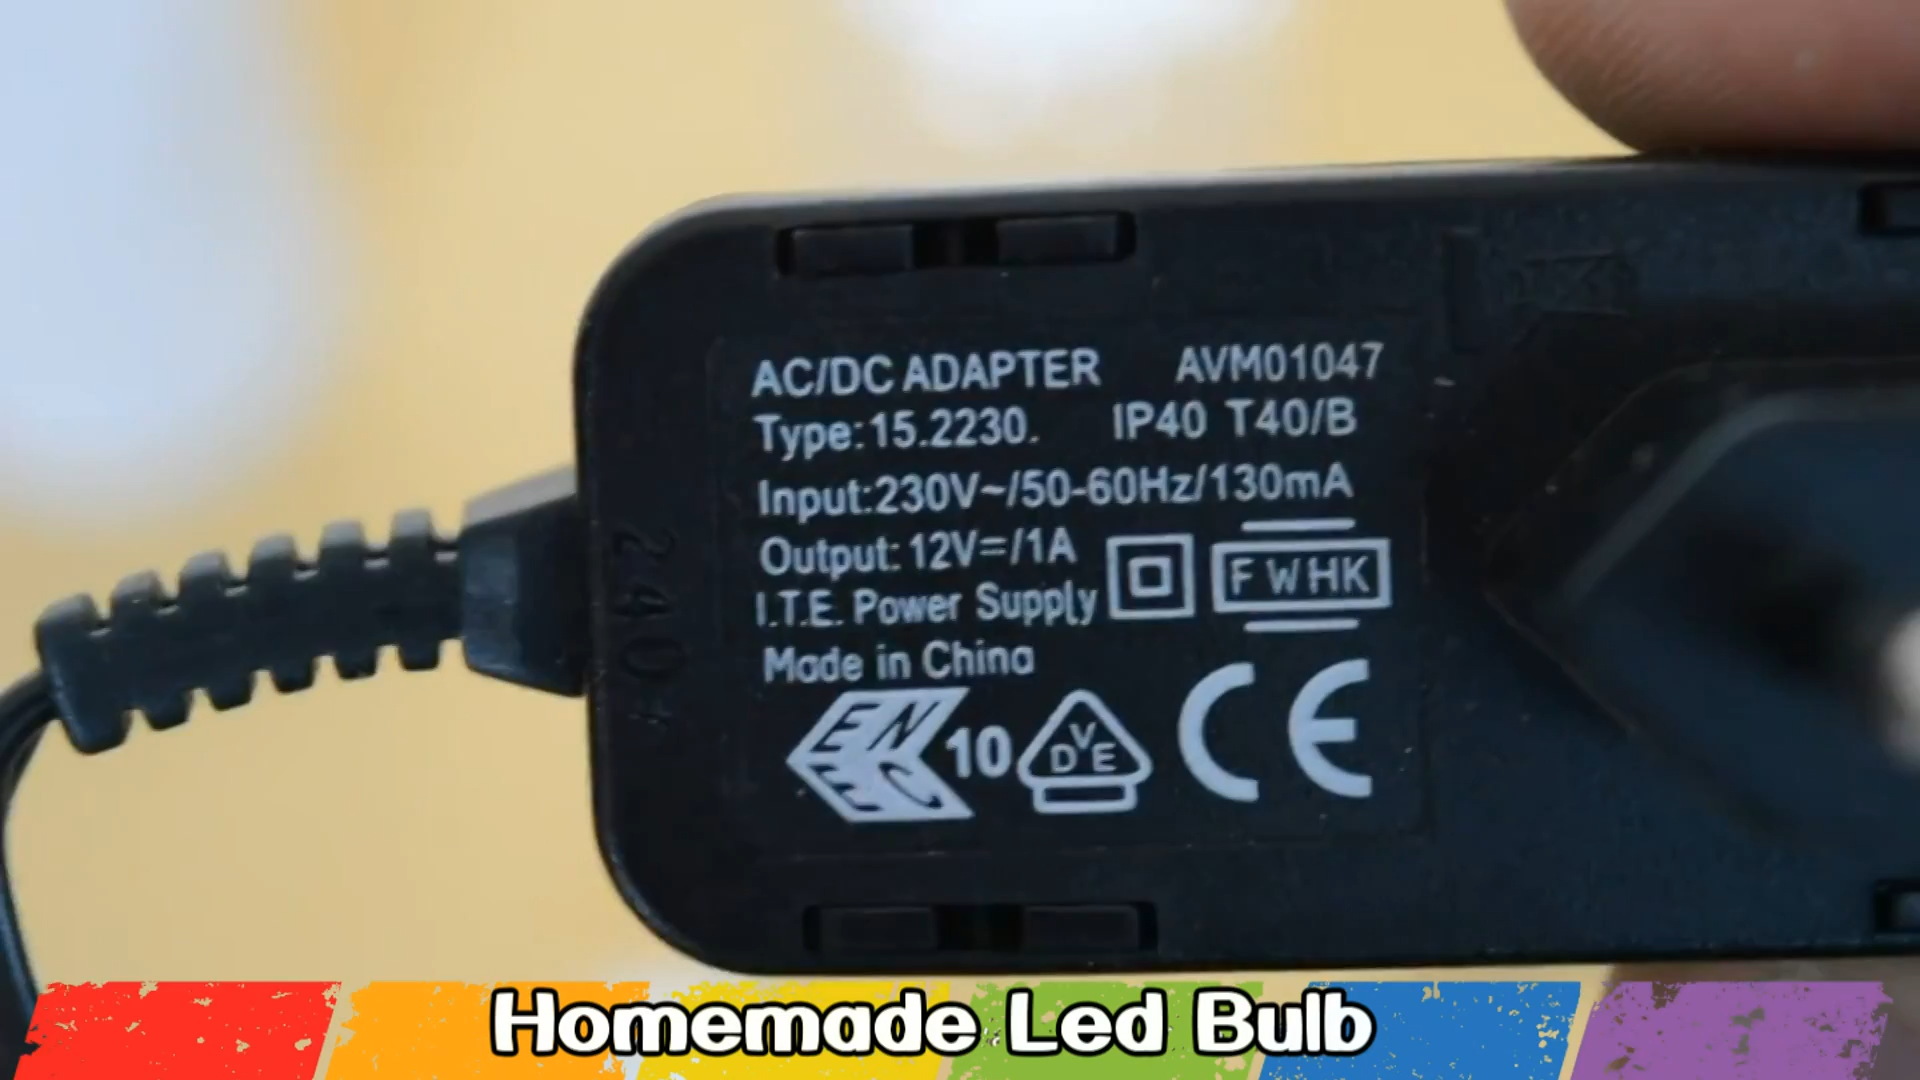 AC/DC ADAPTER AVM01047
Type:15.2230. IP40 T40/B
Input:230V~/50-60Hz/130mA
Output: 12V=/1A
FWHK
I.T.E. Power Supply
Made in China
ENEC 10 DVE CE
240
Homemade Led Bulb